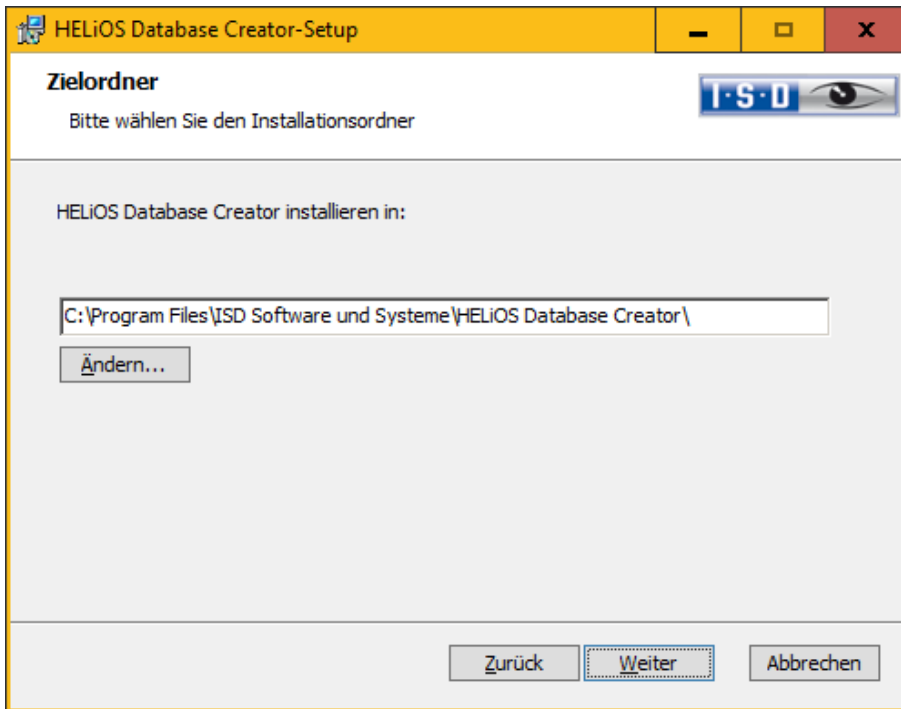 HELiOS Database Creator-Setup
Zielordner
I·S·D
Bitte wählen Sie den Installationsordner
HELiOS Database Creator installieren in:
C:\Program Files\ISD Software und Systeme\HELiOS Database Creator\
Ändern...
Zurück Weiter Abbrechen